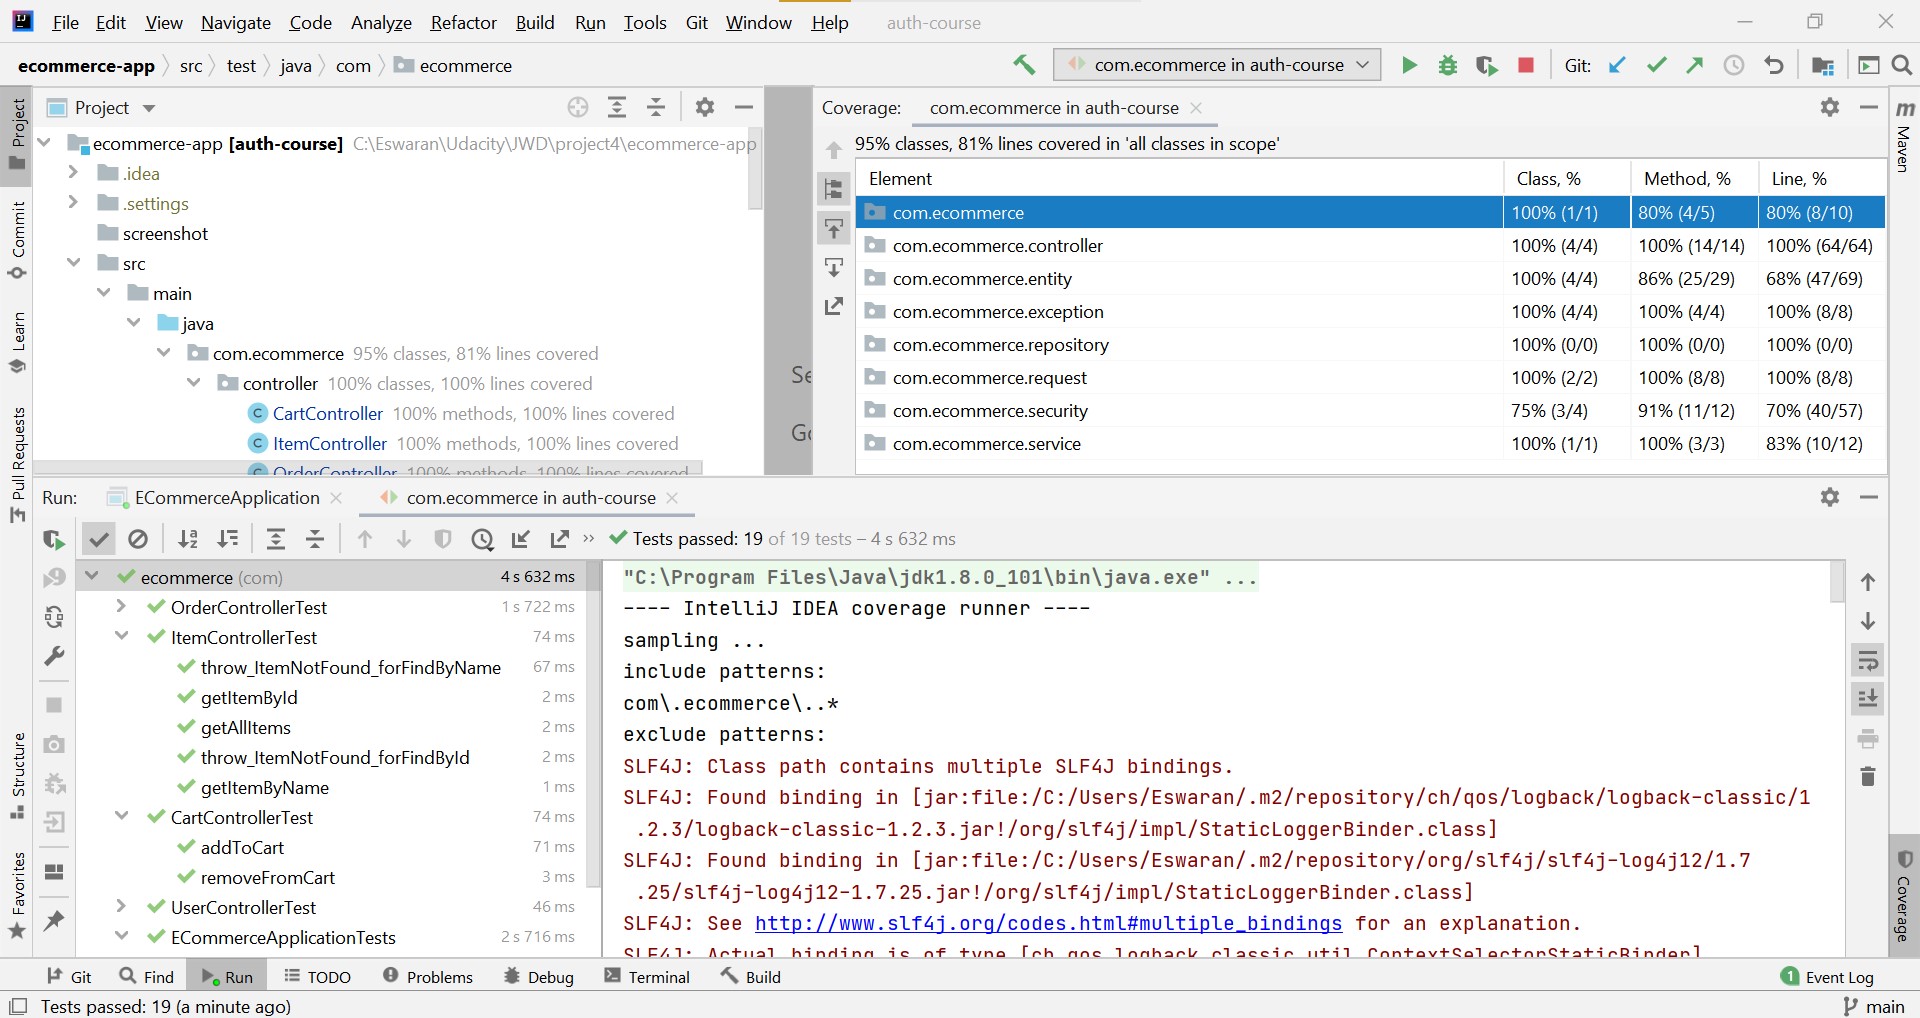 File Edit View Navigate Code Analyze Refactor Build Run Tools Git Window Help auth-course
ecommerce-app src test java com ecommerce
com.ecommerce in auth-course
Git:
Project
Commit
Learn
Pull Requests
Structure
Favorites
Project
ecommerce-app [auth-course] C:\Eswaran\Udacity\JWD\project4\ecommerce-app
.idea
.settings
screenshot
src
main
java
com.ecommerce 95% classes, 81% lines covered
controller 100% classes, 100% lines covered
CartController 100% methods, 100% lines covered
ItemController 100% methods, 100% lines covered
OrderController 100% methods, 100% lines covered
Coverage: com.ecommerce in auth-course
95% classes, 81% lines covered in 'all classes in scope'
Element Class, % Method, % Line, %
com.ecommerce 100% (1/1) 80% (4/5) 80% (8/10)
com.ecommerce.controller 100% (4/4) 100% (14/14) 100% (64/64)
com.ecommerce.entity 100% (4/4) 86% (25/29) 68% (47/69)
com.ecommerce.exception 100% (4/4) 100% (4/4) 100% (8/8)
com.ecommerce.repository 100% (0/0) 100% (0/0) 100% (0/0)
com.ecommerce.request 100% (2/2) 100% (8/8) 100% (8/8)
com.ecommerce.security 75% (3/4) 91% (11/12) 70% (40/57)
com.ecommerce.service 100% (1/1) 100% (3/3) 83% (10/12)
m Maven
Coverage
Run: ECommerceApplication com.ecommerce in auth-course
Tests passed: 19 of 19 tests – 4 s 632 ms
ecommerce (com) 4 s 632 ms
OrderControllerTest 1 s 722 ms
ItemControllerTest 74 ms
throw_ItemNotFound_forFindByName 67 ms
getItemById 2 ms
getAllItems 2 ms
throw_ItemNotFound_forFindById 2 ms
getItemByName 1 ms
CartControllerTest 74 ms
addToCart 71 ms
removeFromCart 3 ms
UserControllerTest 46 ms
ECommerceApplicationTests 2 s 716 ms
"C:\Program Files\Java\jdk1.8.0_101\bin\java.exe" ...
---- IntelliJ IDEA coverage runner ----
sampling ...
include patterns:
com\.ecommerce\..*
exclude patterns:
SLF4J: Class path contains multiple SLF4J bindings.
SLF4J: Found binding in [jar:file:/C:/Users/Eswaran/.m2/repository/ch/qos/logback/logback-classic/1
.2.3/logback-classic-1.2.3.jar!/org/slf4j/impl/StaticLoggerBinder.class]
SLF4J: Found binding in [jar:file:/C:/Users/Eswaran/.m2/repository/org/slf4j/slf4j-log4j12/1.7
.25/slf4j-log4j12-1.7.25.jar!/org/slf4j/impl/StaticLoggerBinder.class]
SLF4J: See http://www.slf4j.org/codes.html#multiple_bindings for an explanation.
SLF4J: Actual binding is of type [ch.qos.logback.classic.util.ContextSelectorStaticBinder]
Git Find Run TODO Problems Debug Terminal Build 1 Event Log
Tests passed: 19 (a minute ago) main